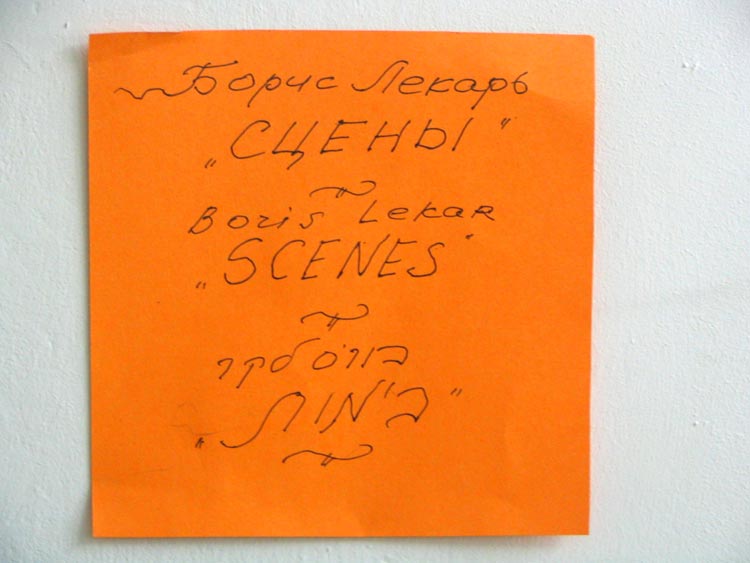 Борис Лекарь
„СЦЕНЫ"
Boris Lekar
„SCENES"
בוריס לקר
„בימות"